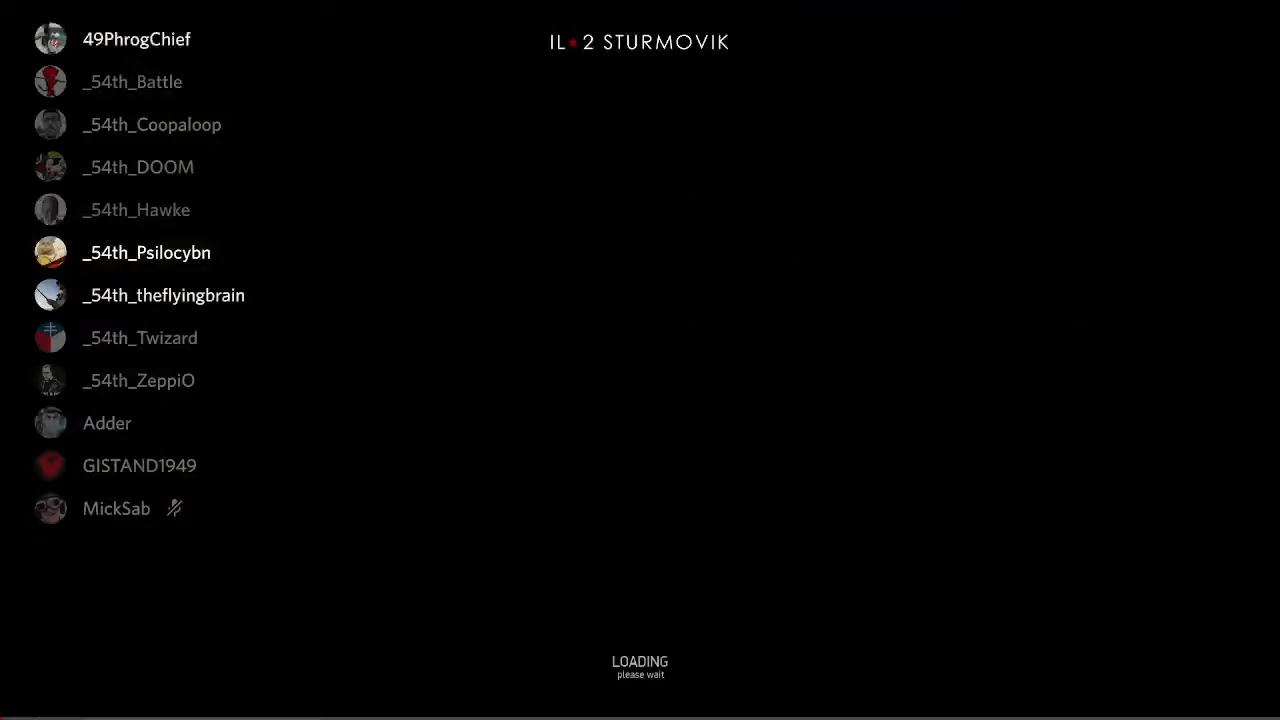 49PhrogChief
IL★2 STURMOVIK
_54th_Battle
_54th_Coopaloop
_54th_DOOM
_54th_Hawke
_54th_Psilocybn
_54th_theflyingbrain
_54th_Twizard
_54th_ZeppiO
Adder
GISTAND1949
MickSab
LOADING
please wait